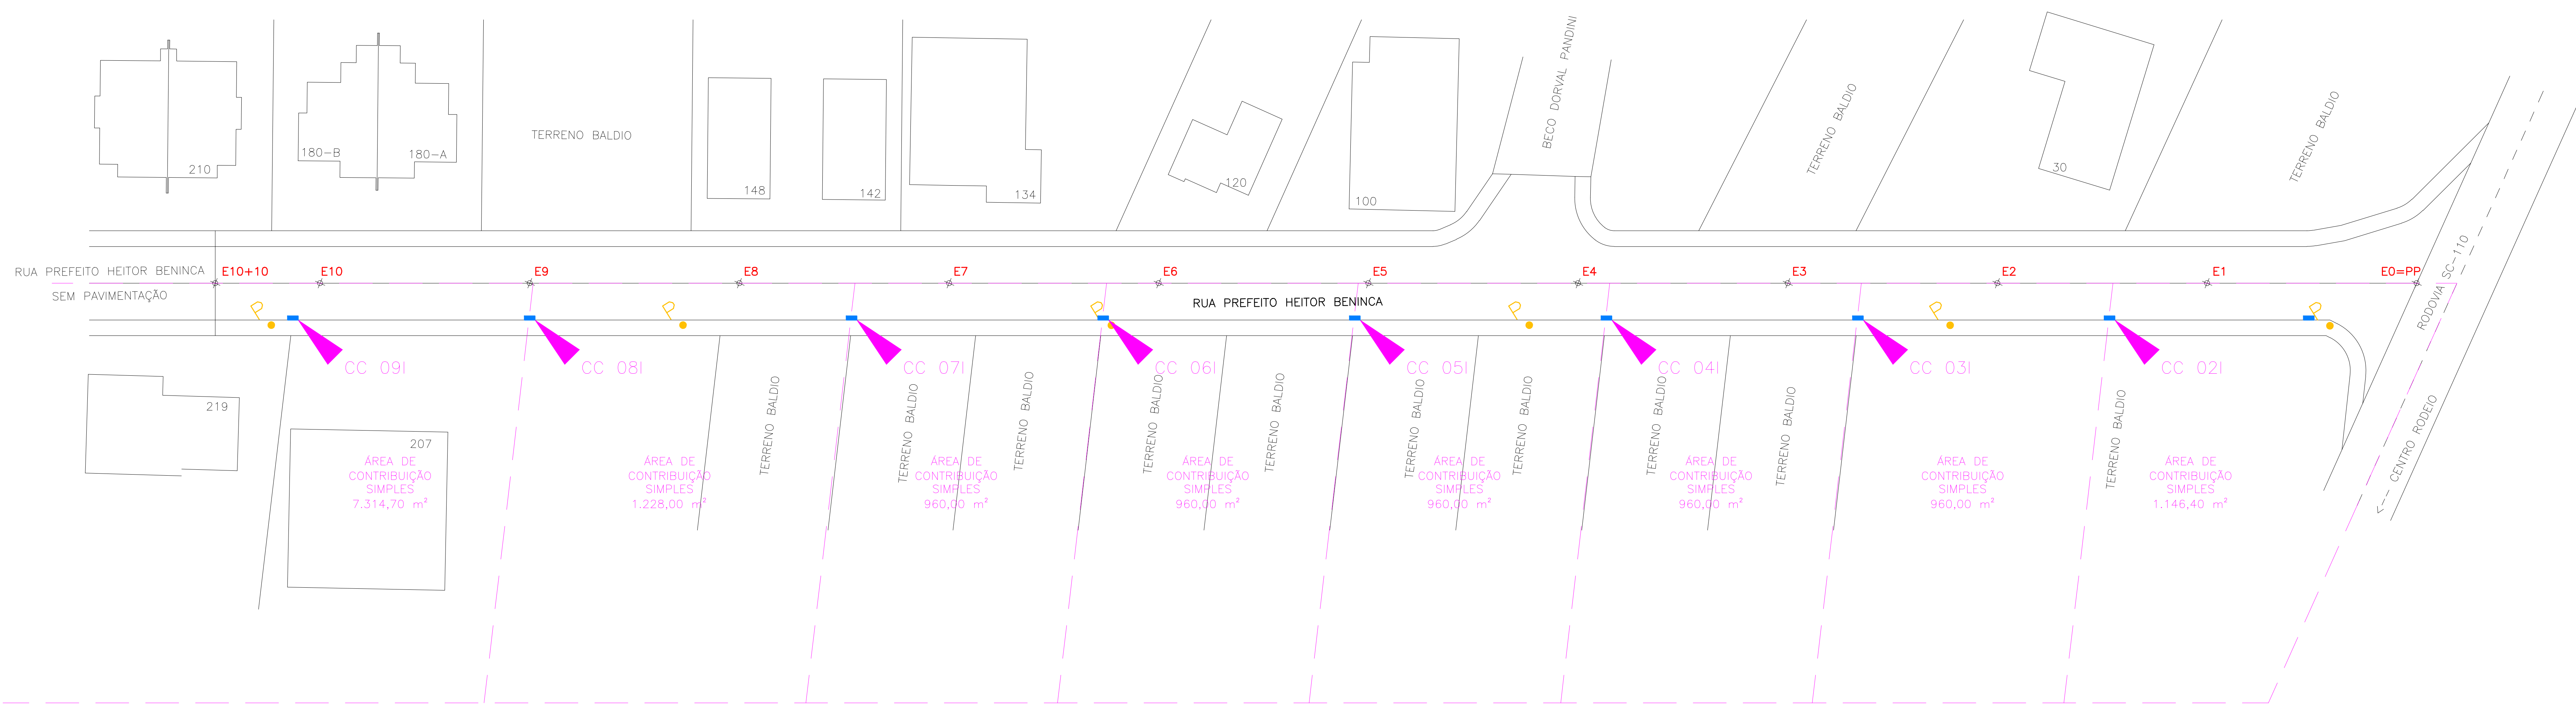 BECO DORVAL PANDINI
TERRENO BALDIO
TERRENO BALDIO
TERRENO BALDIO
210
180-B
180-A
148
142
134
120
100
30
RUA PREFEITO HEITOR BENINCA
SEM PAVIMENTAÇÃO
E10+10
E10
E9
E8
E7
E6
E5
E4
E3
E2
E1
E0=PP
RODOVIA SC-110
RUA PREFEITO HEITOR BENINCA
P
P
P
P
P
P
CC 09I
CC 08I
CC 07I
CC 06I
CC 05I
CC 04I
CC 03I
CC 02I
219
207
TERRENO BALDIO
TERRENO BALDIO
TERRENO BALDIO
TERRENO BALDIO
TERRENO BALDIO
TERRENO BALDIO
TERRENO BALDIO
TERRENO BALDIO
TERRENO BALDIO
TERRENO BALDIO
CENTRO RODEIO
ÁREA DE
CONTRIBUIÇÃO
SIMPLES
7.314,70 m²
ÁREA DE
CONTRIBUIÇÃO
SIMPLES
1.228,00 m²
ÁREA DE
CONTRIBUIÇÃO
SIMPLES
960,00 m²
ÁREA DE
CONTRIBUIÇÃO
SIMPLES
960,00 m²
ÁREA DE
CONTRIBUIÇÃO
SIMPLES
960,00 m²
ÁREA DE
CONTRIBUIÇÃO
SIMPLES
960,00 m²
ÁREA DE
CONTRIBUIÇÃO
SIMPLES
960,00 m²
ÁREA DE
CONTRIBUIÇÃO
SIMPLES
1.146,40 m²